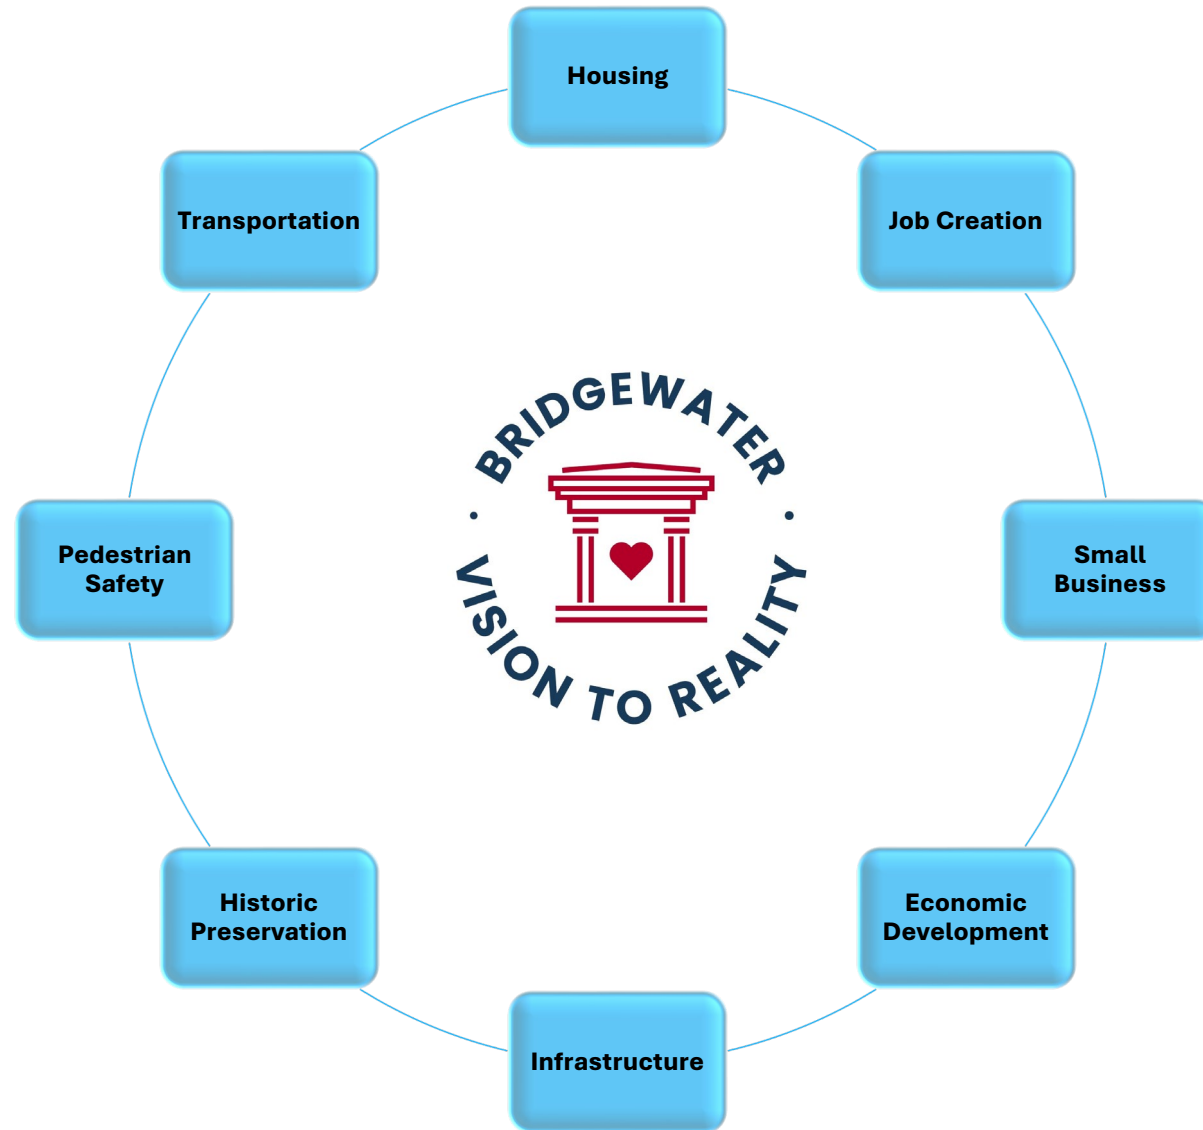 Housing
Transportation
Job Creation
BRIDGEWATER
VISION TO REALITY
Pedestrian
Safety
Small
Business
Historic
Preservation
Economic
Development
Infrastructure